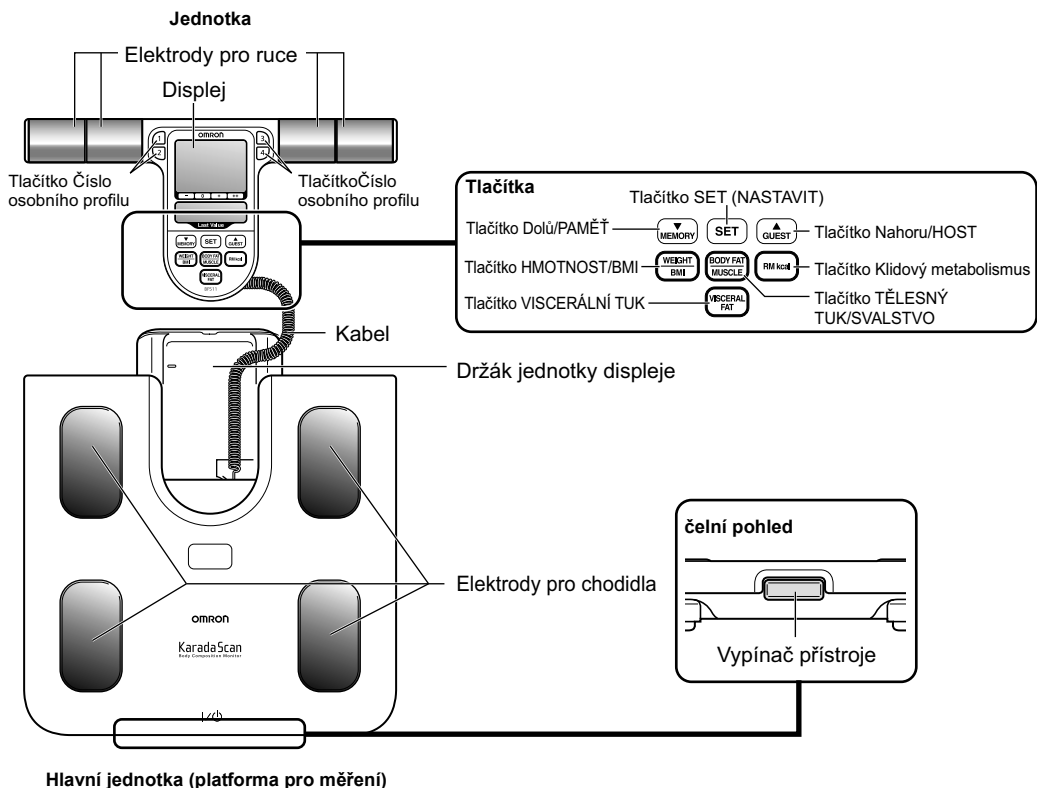 Jednotka
Elektrody pro ruce
Displej
OMRON
1
2
3
4
Tlačítko Číslo
osobního profilu
TlačítkoČíslo
osobního profilu
Last Value
MEMORY
SET
GUEST
WEIGHT
BMI
BODY FAT
MUSCLE
RM kcal
VISCERAL
FAT
BF511
Tlačítka
Tlačítko SET (NASTAVIT)
Tlačítko Dolů/PAMĚŤ
MEMORY
SET
GUEST
Tlačítko Nahoru/HOST
Tlačítko HMOTNOST/BMI
WEIGHT
BMI
BODY FAT
MUSCLE
RM kcal
Tlačítko Klidový metabolismus
Tlačítko VISCERÁLNÍ TUK
VISCERAL
FAT
Tlačítko TĚLESNÝ
TUK/SVALSTVO
Kabel
Držák jednotky displeje
Elektrody pro chodidla
OMRON
KaradaScan
Body Composition Monitor
čelní pohled
Vypínač přístroje
Hlavní jednotka (platforma pro měření)